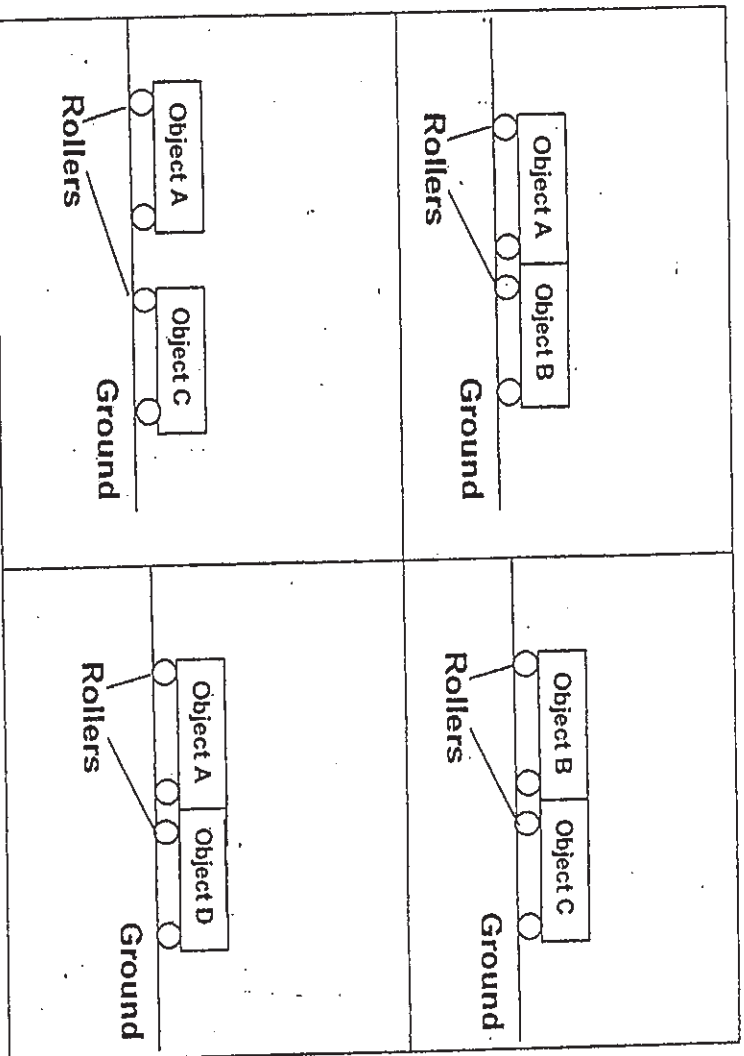 Object A Object B
Ground
Rollers
Object B Object C
Ground
Rollers
Object A Object C
Ground
Rollers
Object A Object D
Ground
Rollers